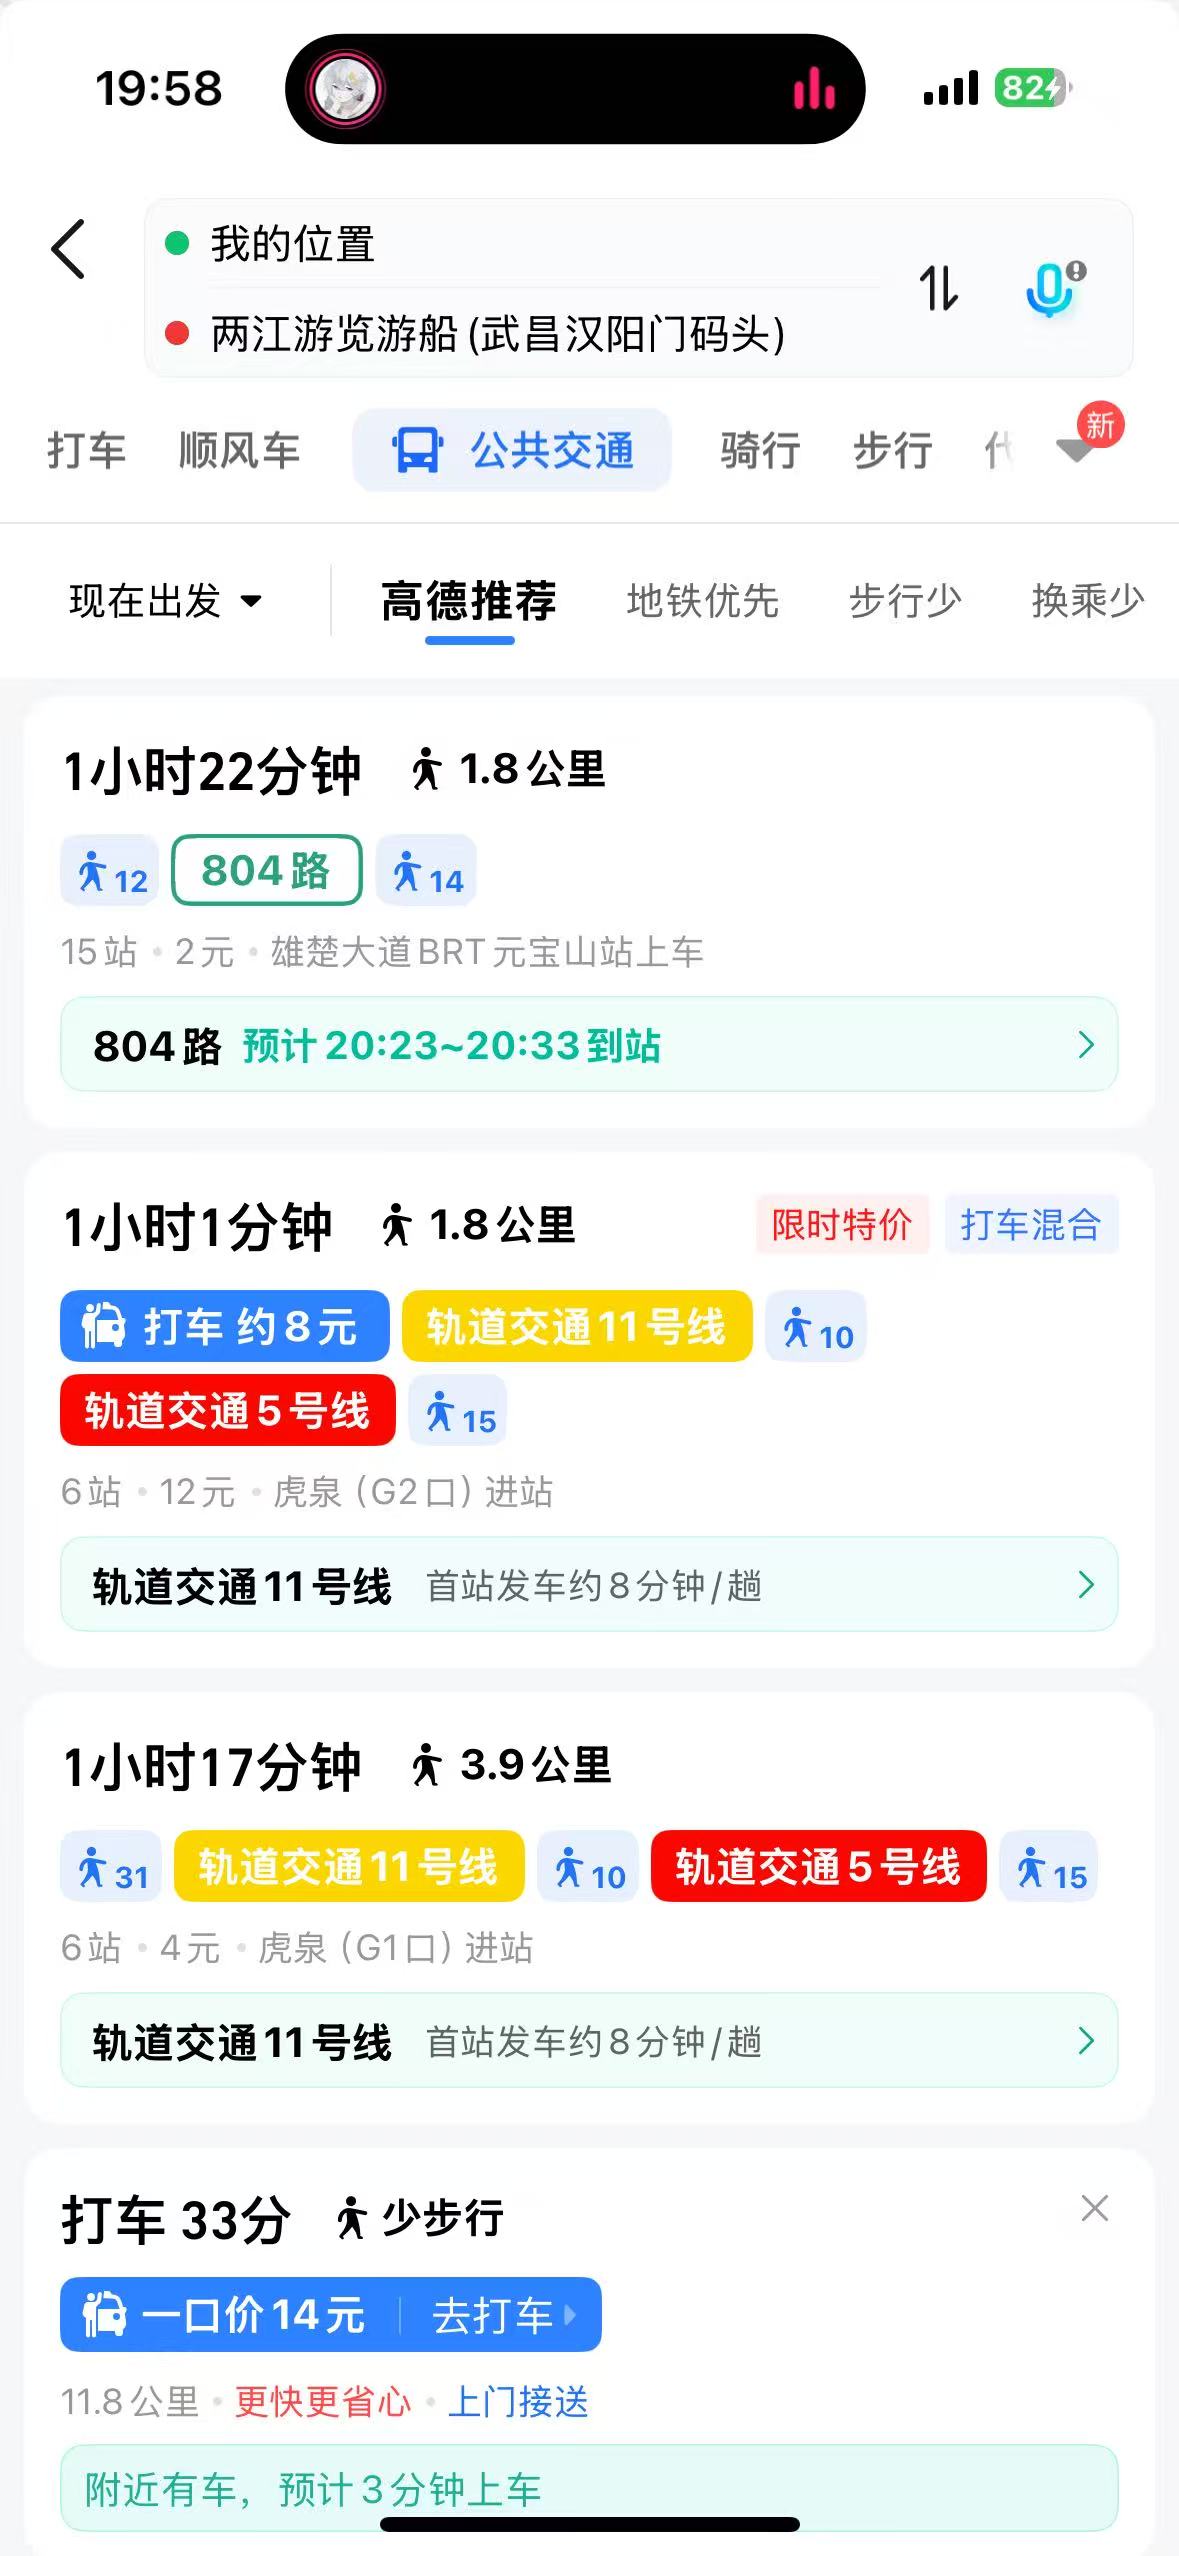 19:58
82
我的位置
两江游览游船(武昌汉阳门码头)
打车 顺风车 公共交通 骑行 步行 新
现在出发 高德推荐 地铁优先 步行少 换乘少
1小时22分钟 1.8公里
12 804路 14
15站·2元·雄楚大道BRT元宝山站上车
804路 预计20:23~20:33到站
1小时1分钟 1.8公里 限时特价 打车混合
打车 约8元 轨道交通11号线 10
轨道交通5号线 15
6站·12元·虎泉(G2口)进站
轨道交通11号线 首站发车约8分钟/趟
1小时17分钟 3.9公里
31 轨道交通11号线 10 轨道交通5号线 15
6站·4元·虎泉(G1口)进站
轨道交通11号线 首站发车约8分钟/趟
打车 33分 少步行
一口价14元 去打车
11.8公里·更快更省心·上门接送
附近有车，预计3分钟上车